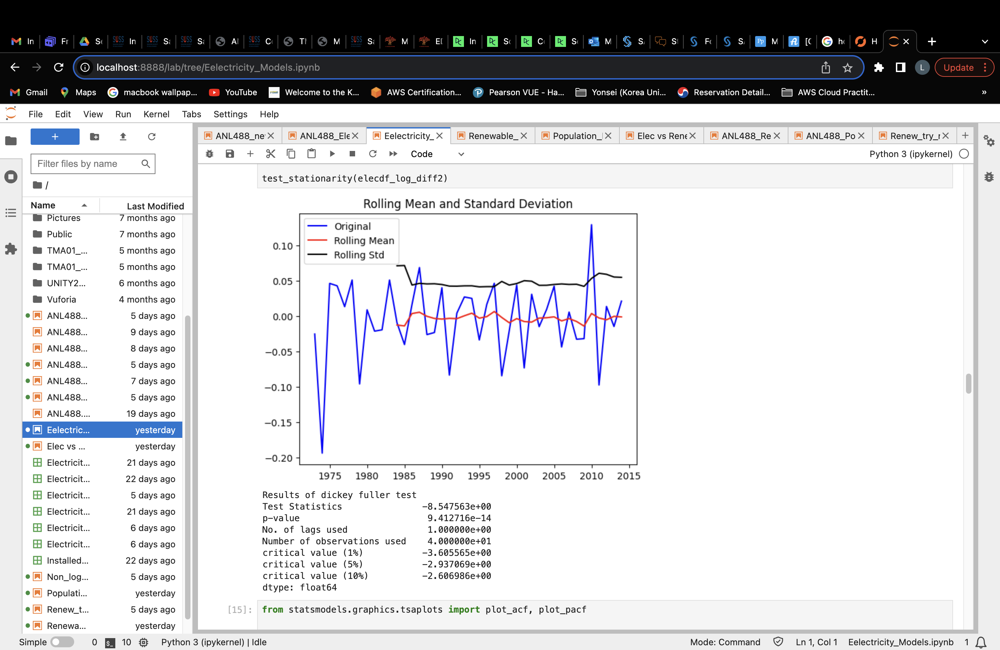 In
Fr
Se
SUSS
In
SUSS
Sa
SUSS
Sa
Al
SUSS
Co
Tl
M
SUSS
Sa
M
El
In
So
Co
So
M
S.
St
Fo
S.
M
[C
ho
H
localhost:8888/lab/tree/Eelectricity_Models.ipynb
L
Update
Gmail
Maps
macbook wallpap...
YouTube
Welcome to the K...
AWS Certification...
Pearson VUE - Ha...
Yonsei (Korea Uni...
Reservation Detail...
AWS Cloud Practit...
»
File Edit View Run Kernel Tabs Settings Help
+
Filter files by name
/
Name Last Modified
Pictures 7 months ago
Public 7 months ago
TMA01_... 5 months ago
TMA01_... 5 months ago
UNITY2... 6 months ago
Vuforia 4 months ago
ANL488... 5 days ago
ANL488... 9 days ago
ANL488... 8 days ago
ANL488... 5 days ago
ANL488... 7 days ago
ANL488... 5 days ago
ANL488.... 19 days ago
Eelectric... yesterday
Elec vs ... yesterday
Electricit... 21 days ago
Electricit... 22 days ago
Electricit... 5 days ago
Electricit... 21 days ago
Electricit... 6 days ago
Electricit... 6 days ago
Installed... 22 days ago
Non_log... 5 days ago
Populati... yesterday
Renew_t... 5 days ago
Renewa... yesterday
ANL488_ne
ANL488_Ele
Eelectricity_
Renewable_
Population_
Elec vs Rene
ANL488_Re
ANL488_Po
Renew_try_r
Code
Python 3 (ipykernel)
test_stationarity(elecdf_log_diff2)
Rolling Mean and Standard Deviation
Original
Rolling Mean
Rolling Std
0.10
0.05
0.00
−0.05
−0.10
−0.15
−0.20
1975 1980 1985 1990 1995 2000 2005 2010 2015
Results of dickey fuller test
Test Statistics -8.547563e+00
p-value 9.412716e-14
No. of lags used 1.000000e+00
Number of observations used 4.000000e+01
critical value (1%) -3.605565e+00
critical value (5%) -2.937069e+00
critical value (10%) -2.606986e+00
dtype: float64
[15]: from statsmodels.graphics.tsaplots import plot_acf, plot_pacf
Simple 0 $_ 10 Python 3 (ipykernel) | Idle Mode: Command Ln 1, Col 1 Eelectricity_Models.ipynb 1